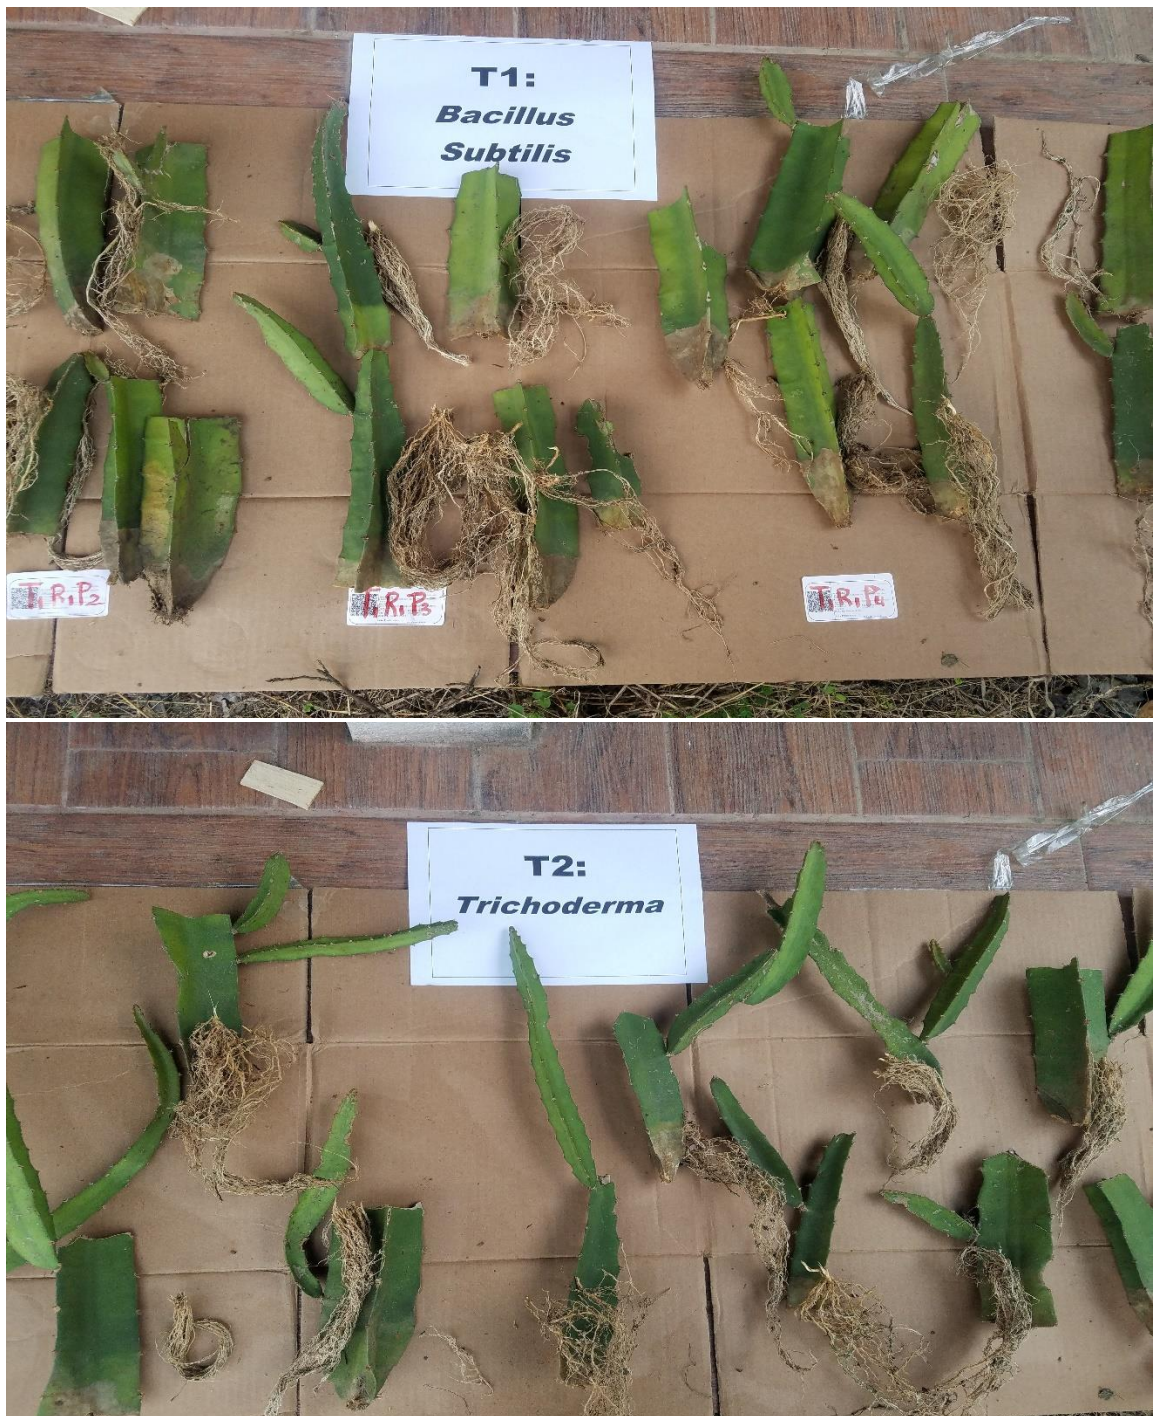 T1:
Bacillus
Subtilis
T₁R₁P₂
T₁R₁P₃
T₁R₁P₄
T2:
Trichoderma